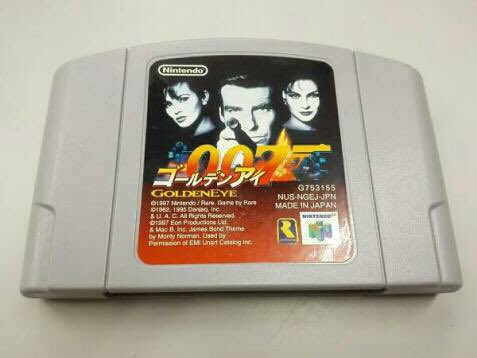 Nintendo
007
ゴールデンアイ
GOLDENEYE
G753155
NUS-NGEJ-JPN
MADE IN JAPAN
©1997 Nintendo / Rare. Game by Rare
©1962, 1995 Danjaq, Inc.
& U. A. C. All Rights Reserved.
©1997 Eon Productions Ltd.
& Mac B. Inc. James Bond Theme
by Monty Norman. Used by
Permission of EMI Unart Catalog Inc.
NINTENDO 64